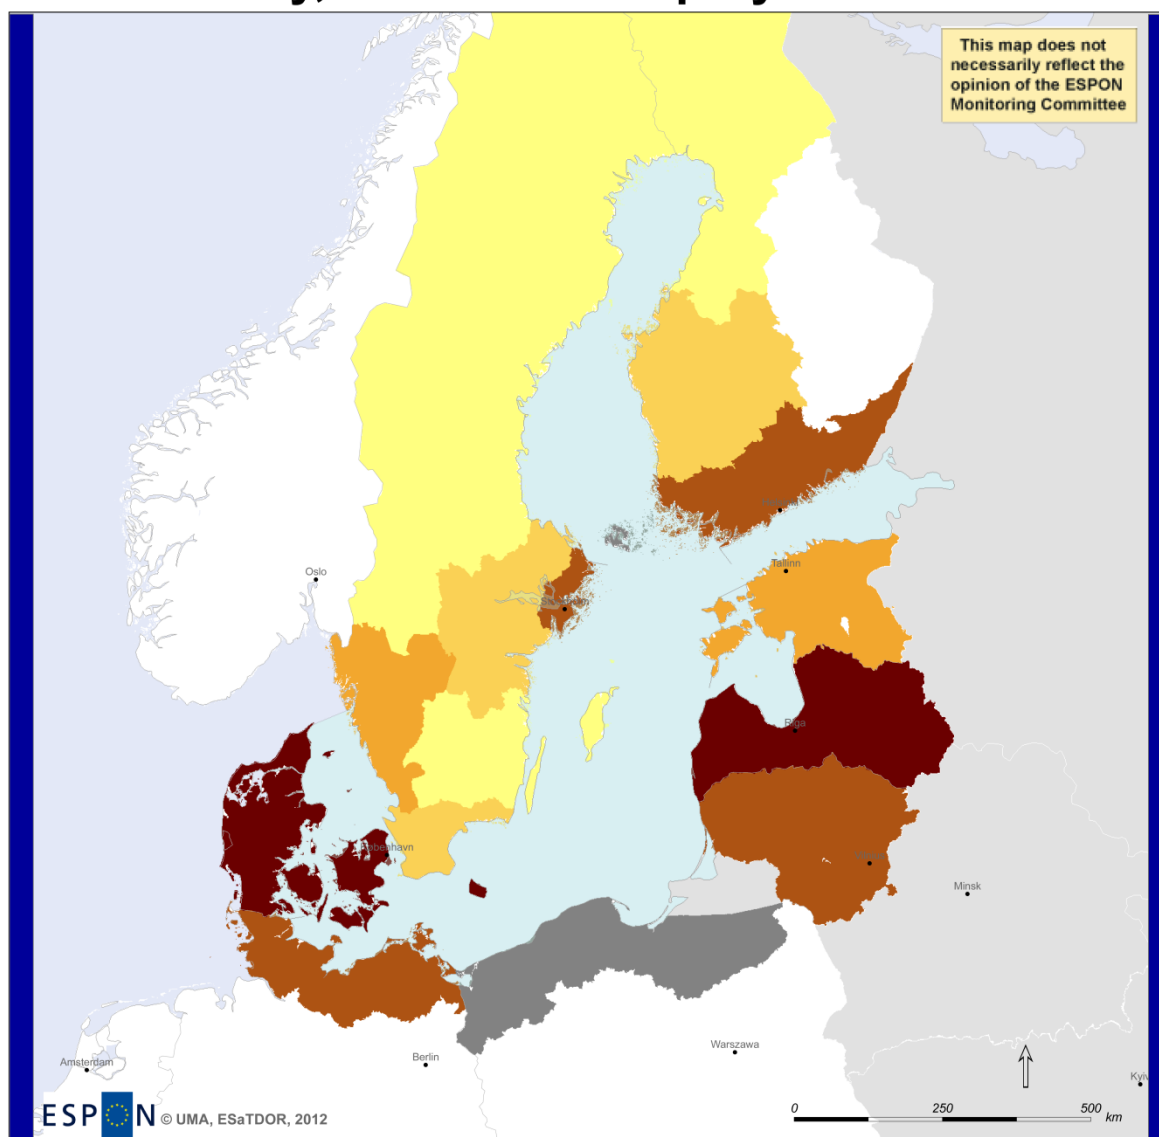 This map does not
necessarily reflect the
opinion of the ESPON
Monitoring Committee
Oslo
Tallinn
Riga
København
Minsk
Warszawa
Berlin
Amsterdam
Kyiv
ESPON © UMA, ESaTDOR, 2012
0 250 500
km